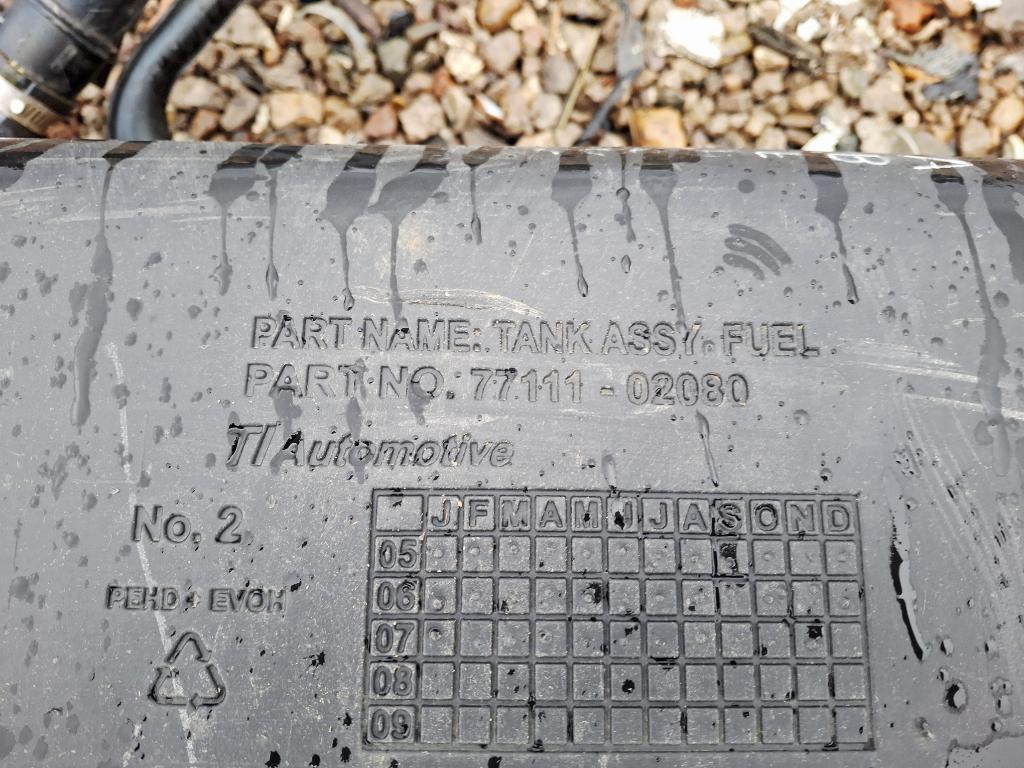 PART NAME: TANK ASSY. FUEL
PART NO.: 77111 - 02080
TI Automotive
No. 2
PEHD + EVOH
J F M A M J J A S O N D
05
06
07
08
09